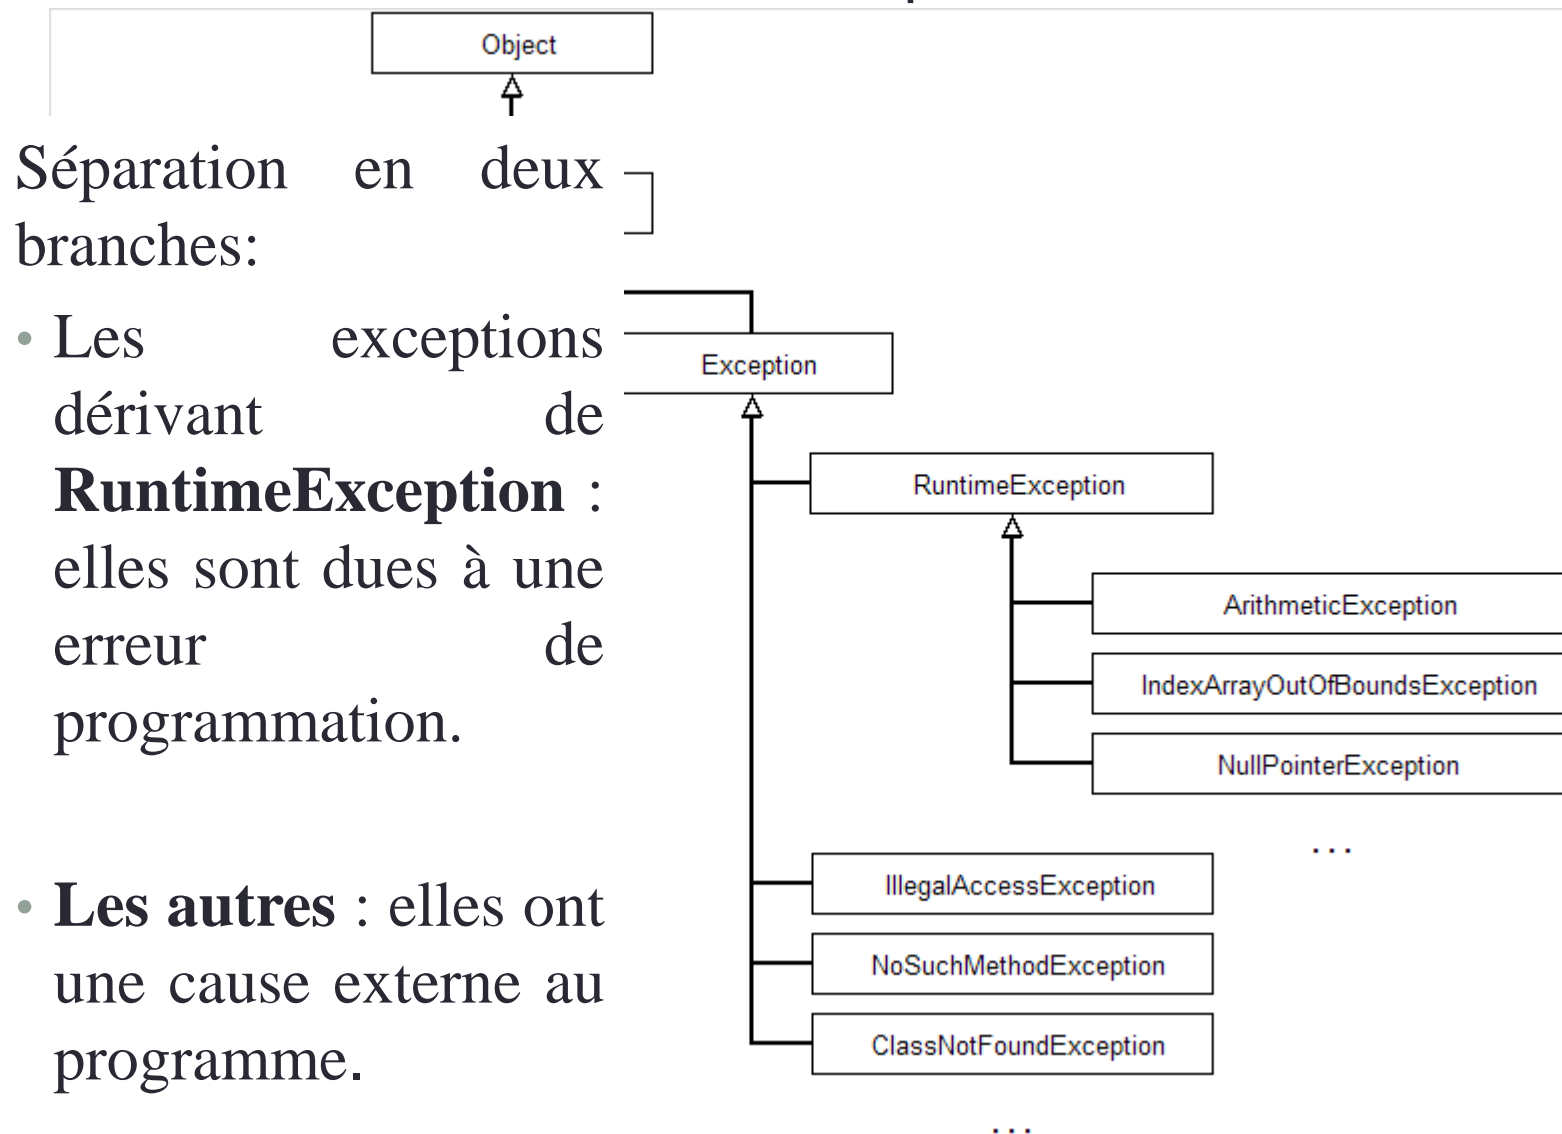 Object
Séparation en deux
branches:
• Les exceptions
dérivant de
RuntimeException :
elles sont dues à une
erreur de
programmation.
• Les autres : elles ont
une cause externe au
programme.
Exception
RuntimeException
ArithmeticException
IndexArrayOutOfBoundsException
NullPointerException
...
IllegalAccessException
NoSuchMethodException
ClassNotFoundException
...